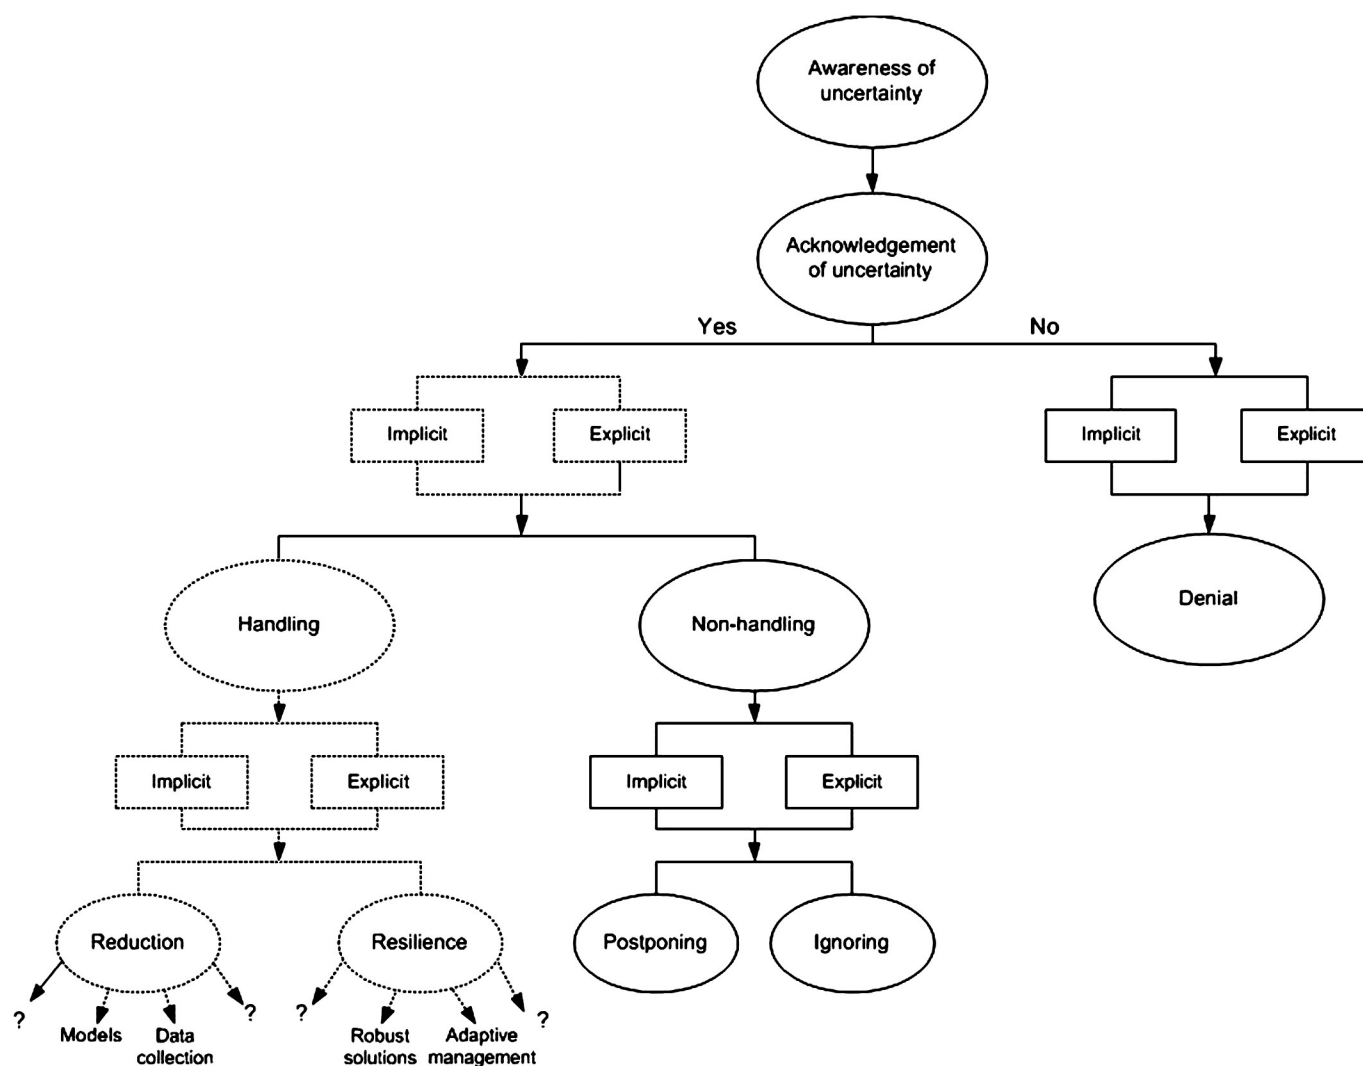 Awareness of
uncertainty
Acknowledgement
of uncertainty
Yes
No
Implicit
Explicit
Implicit
Explicit
Handling
Non-handling
Denial
Implicit
Explicit
Implicit
Explicit
Reduction
Resilience
Postponing
Ignoring
?
Models
Data
collection
?
?
Robust
solutions
Adaptive
management
?